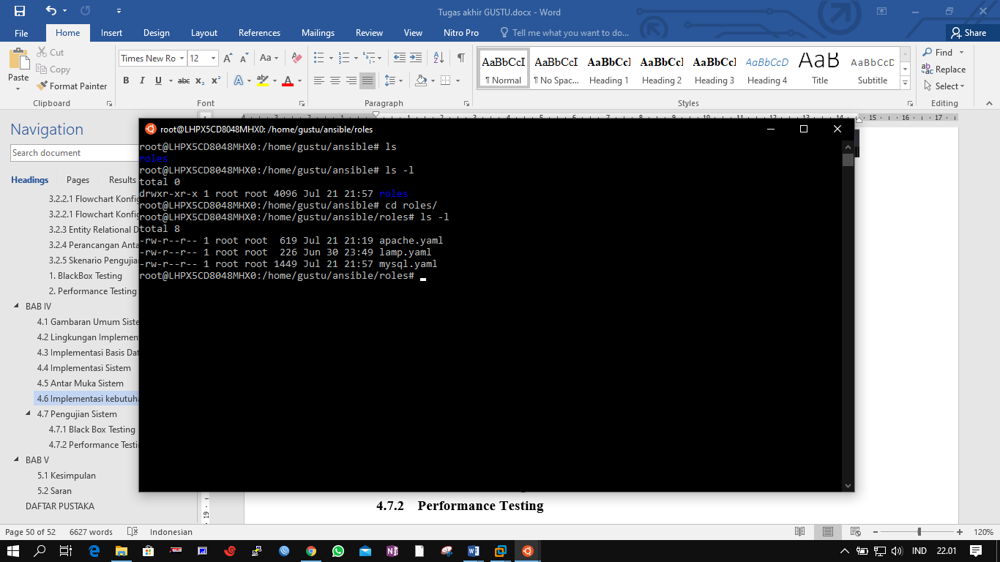 Tugas akhir GUSTU.docx - Word
File Home Insert Design Layout References Mailings Review View Nitro Pro Tell me what you want to do... Share
Paste
Cut
Copy
Format Painter
Clipboard
Times New Ro 12
Font
Paragraph
AaBbCcI AaBbCcI AaBbCcI AaBbCcI AaBbCcI AaBbCcD AaB AaBbCcD
¶ Normal ¶ No Spac... Heading 1 Heading 2 Heading 3 Heading 4 Title Subtitle
Styles
Find
Replace
Select
Editing
Navigation
Search document
Headings Pages Results
3.2.2.1 Flowchart Konfig
3.2.2.1 Flowchart Konfig
3.2.3 Entity Relational D
3.2.4 Perancangan Anta
3.2.5 Skenario Pengujian
1. BlackBox Testing
2. Performance Testing
BAB IV
4.1 Gambaran Umum Siste
4.2 Lingkungan Implemen
4.3 Implementasi Basis Dat
4.4 Implementasi Sistem
4.5 Antar Muka Sistem
4.6 Implementasi kebutuha
4.7 Pengujian Sistem
4.7.1 Black Box Testing
4.7.2 Performance Testi
BAB V
5.1 Kesimpulan
5.2 Saran
DAFTAR PUSTAKA
root@LHPX5CD8048MHX0: /home/gustu/ansible/roles
root@LHPX5CD8048MHX0:/home/gustu/ansible# ls
roles
root@LHPX5CD8048MHX0:/home/gustu/ansible# ls -l
total 0
drwxr-xr-x 1 root root 4096 Jul 21 21:57 roles
root@LHPX5CD8048MHX0:/home/gustu/ansible# cd roles/
root@LHPX5CD8048MHX0:/home/gustu/ansible/roles# ls -l
total 8
-rw-r--r-- 1 root root  619 Jul 21 21:19 apache.yaml
-rw-r--r-- 1 root root  226 Jun 30 23:49 lamp.yaml
-rw-r--r-- 1 root root 1449 Jul 21 21:57 mysql.yaml
root@LHPX5CD8048MHX0:/home/gustu/ansible/roles#
4.7.2 Performance Testing
Page 50 of 52 6627 words Indonesian 120%
IND 22.01